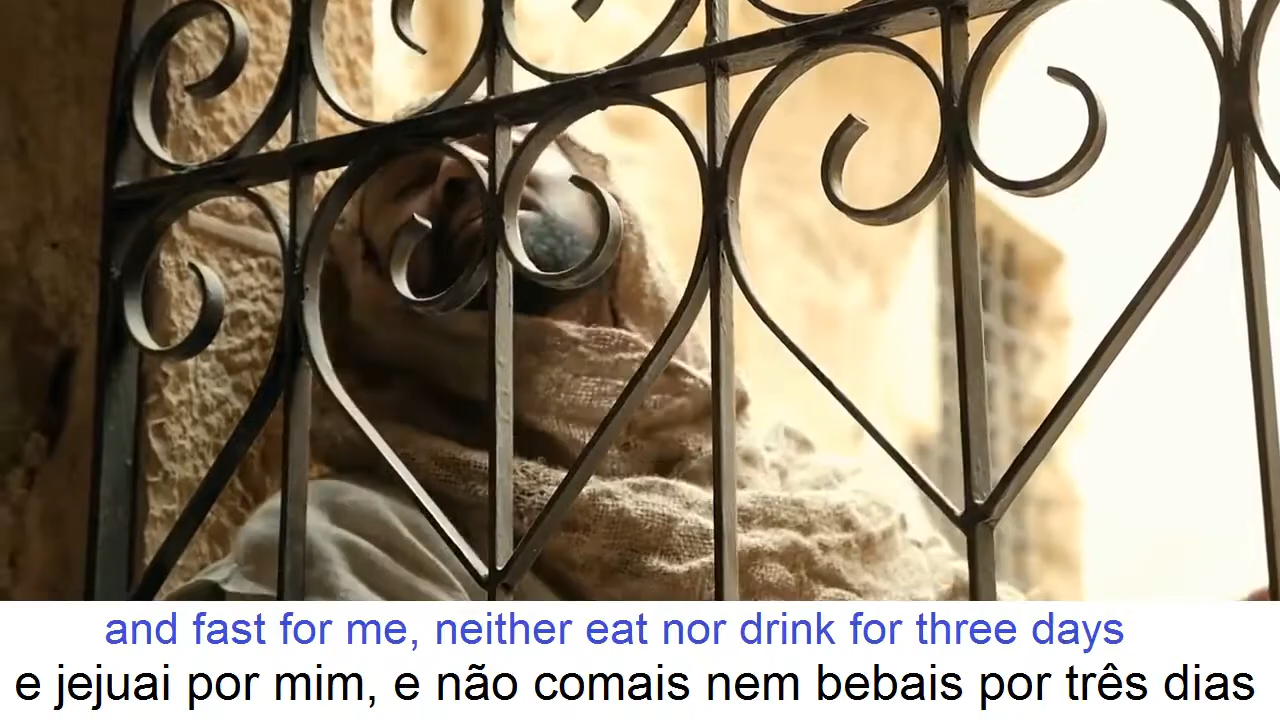 and fast for me, neither eat nor drink for three days
e jejuai por mim, e não comais nem bebais por três dias